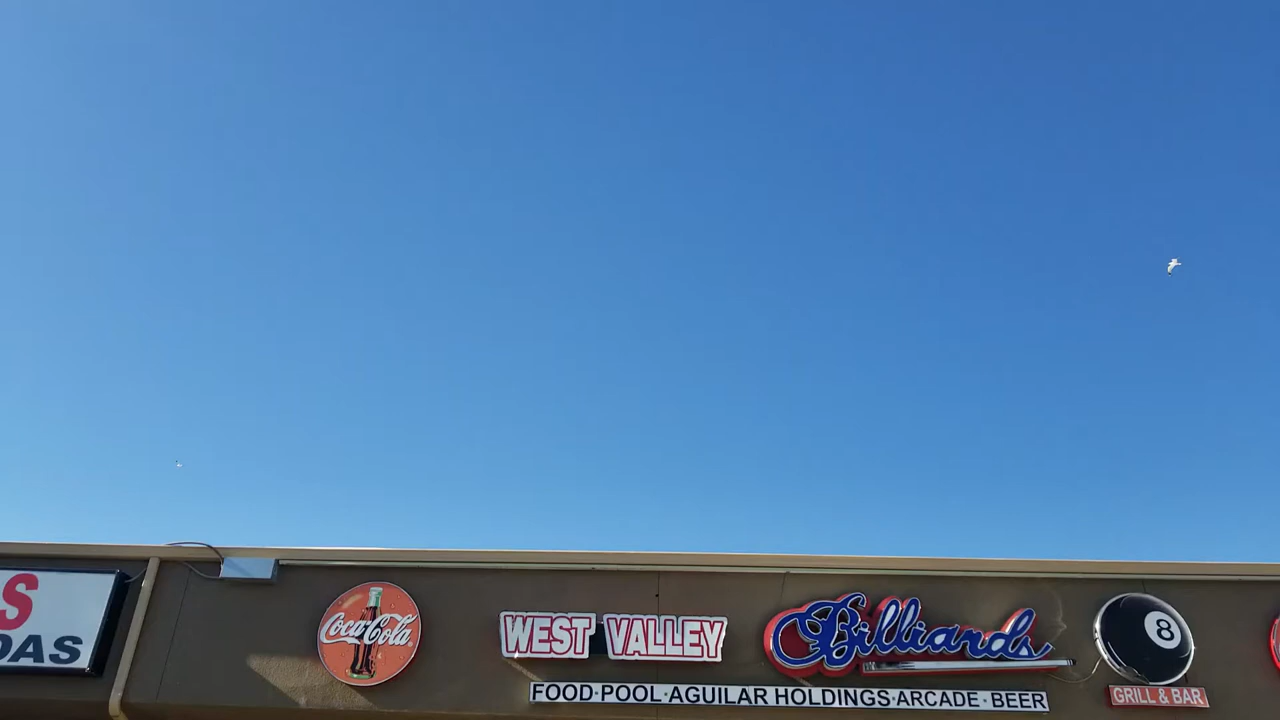 S
DAS
Coca-Cola
WEST VALLEY
Billiards
8
FOOD·POOL·AGUILAR HOLDINGS·ARCADE·BEER
GRILL & BAR